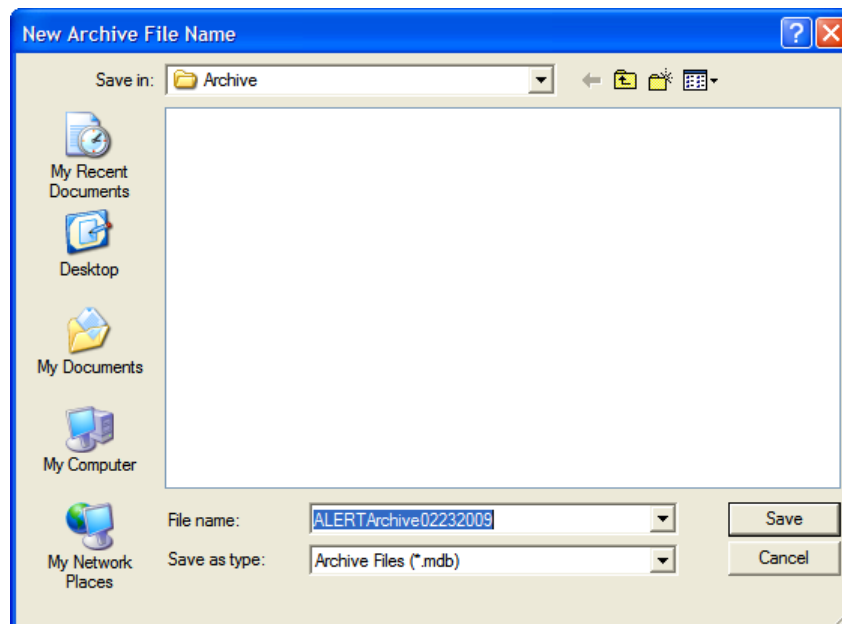 New Archive File Name
Save in:
Archive
My Recent
Documents
Desktop
My Documents
My Computer
My Network
Places
File name:
ALERTArchive02232009
Save
Save as type:
Archive Files (*.mdb)
Cancel